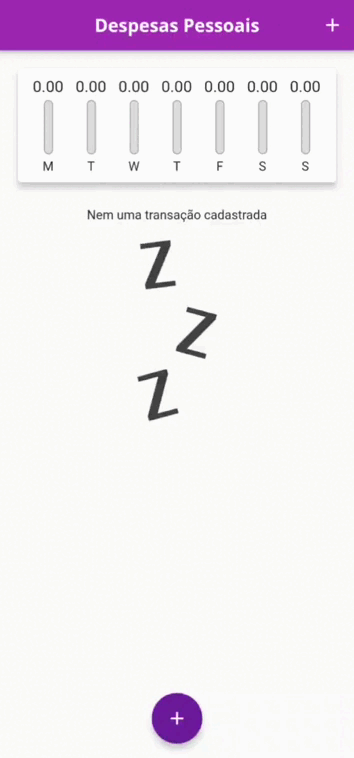 Despesas Pessoais +
0.00 0.00 0.00 0.00 0.00 0.00 0.00
M T W T F S S
Nem uma transação cadastrada
Z
Z
Z
+